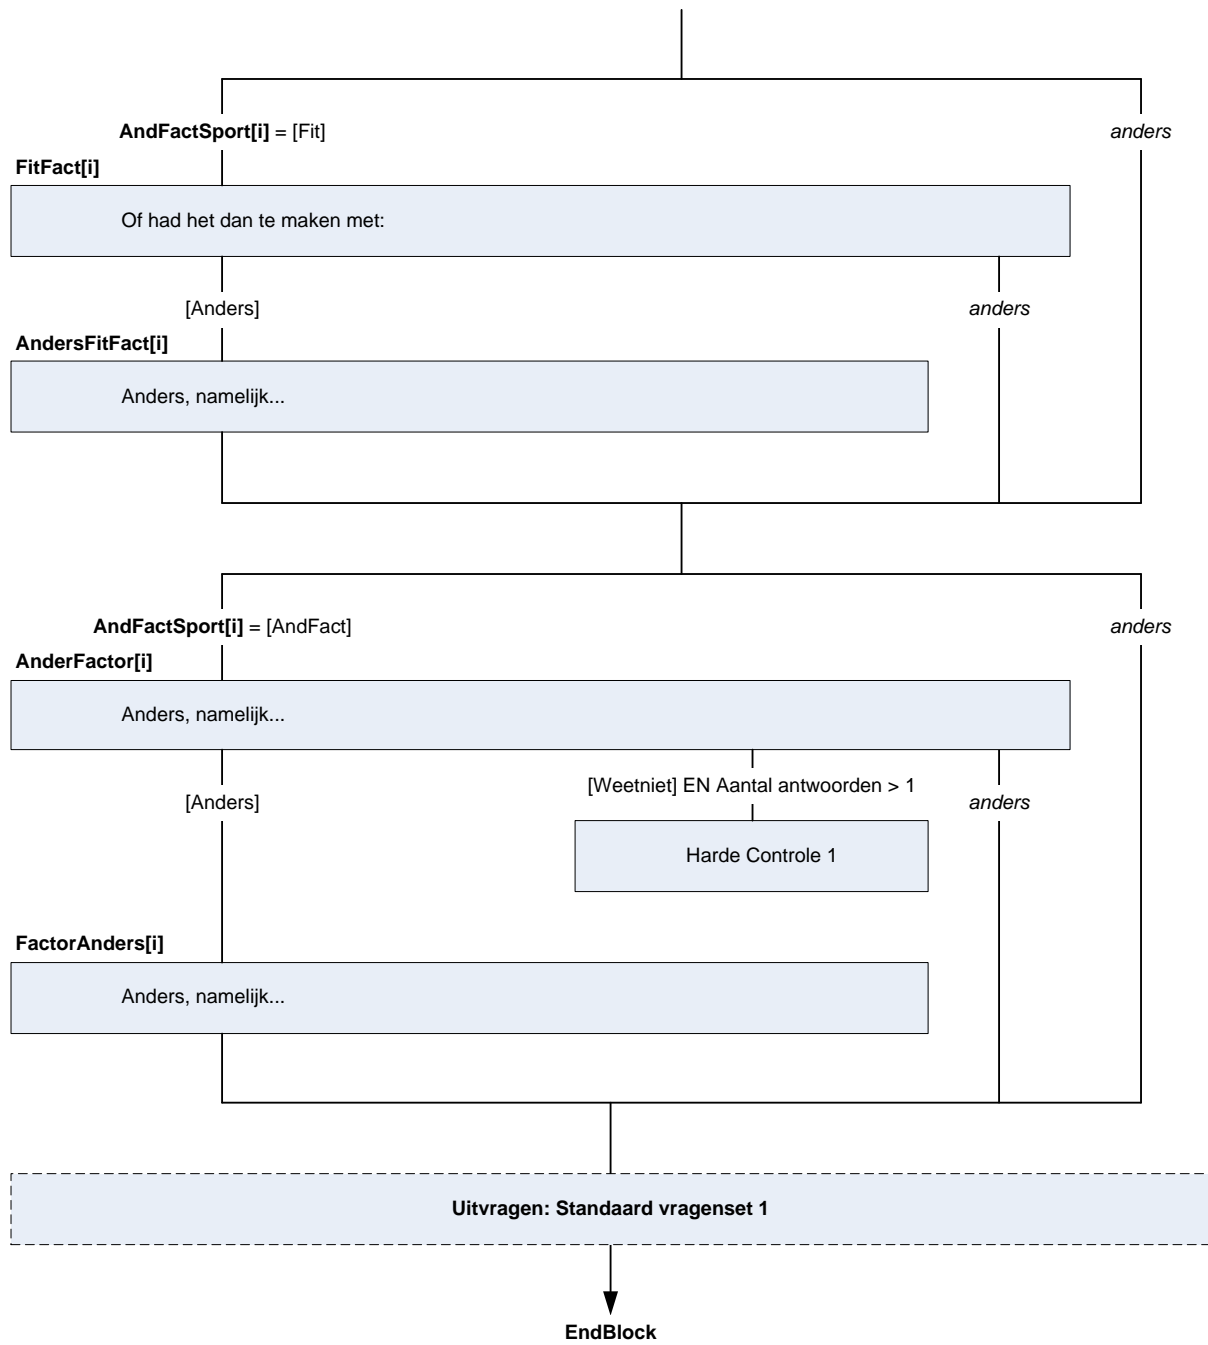 AndFactSport[i] = [Fit]
anders
FitFact[i]
Of had het dan te maken met:
[Anders]
anders
AndersFitFact[i]
Anders, namelijk...
AndFactSport[i] = [AndFact]
anders
AnderFactor[i]
Anders, namelijk...
[Weetniet] EN Aantal antwoorden > 1
[Anders]
anders
Harde Controle 1
FactorAnders[i]
Anders, namelijk...
Uitvragen: Standaard vragenset 1
EndBlock